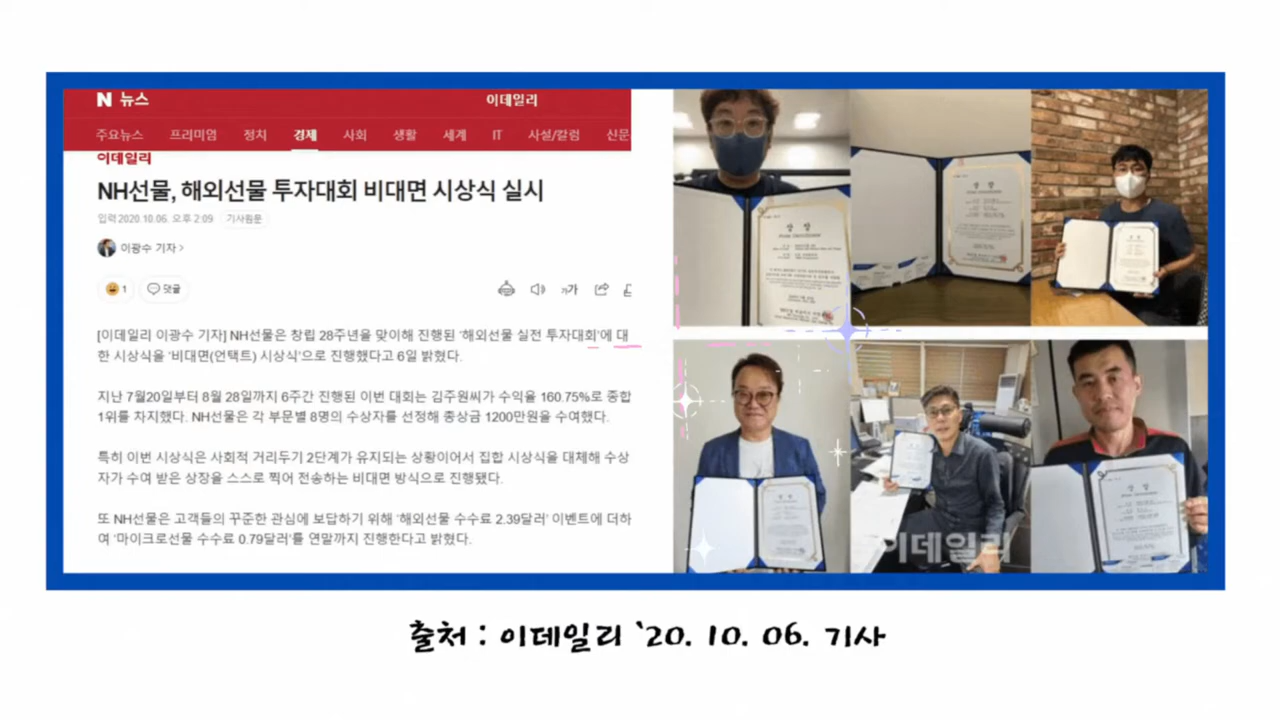 N 뉴스
이데일리
주요뉴스 프리미엄 정치 경제 사회 생활 세계 IT 사설/칼럼 신문
이데일리
NH선물, 해외선물 투자대회 비대면 시상식 실시
입력 2020.10.06. 오후 2:09 기사원문
이광수 기자>
1 댓글
가가
[이데일리 이광수 기자] NH선물은 창립 28주년을 맞이해 진행된 '해외선물 실전 투자대회'에 대
한 시상식을 '비대면(언택트) 시상식'으로 진행했다고 6일 밝혔다.
지난 7월20일부터 8월 28일까지 6주간 진행된 이번 대회는 김주원씨가 수익율 160.75%로 종합
1위를 차지했다. NH선물은 각 부문별 8명의 수상자를 선정해 총상금 1200만원을 수여했다.
특히 이번 시상식은 사회적 거리두기 2단계가 유지되는 상황이어서 집합 시상식을 대체해 수상
자가 수여 받은 상장을 스스로 찍어 전송하는 비대면 방식으로 진행됐다.
또 NH선물은 고객들의 꾸준한 관심에 보답하기 위해 '해외선물 수수료 2.39달러' 이벤트에 더하
여 '마이크로선물 수수료 0.79달러'를 연말까지 진행한다고 밝혔다.
상장
상장
상장
상장
상장
이데일리
출처 : 이데일리 '20. 10. 06. 기사